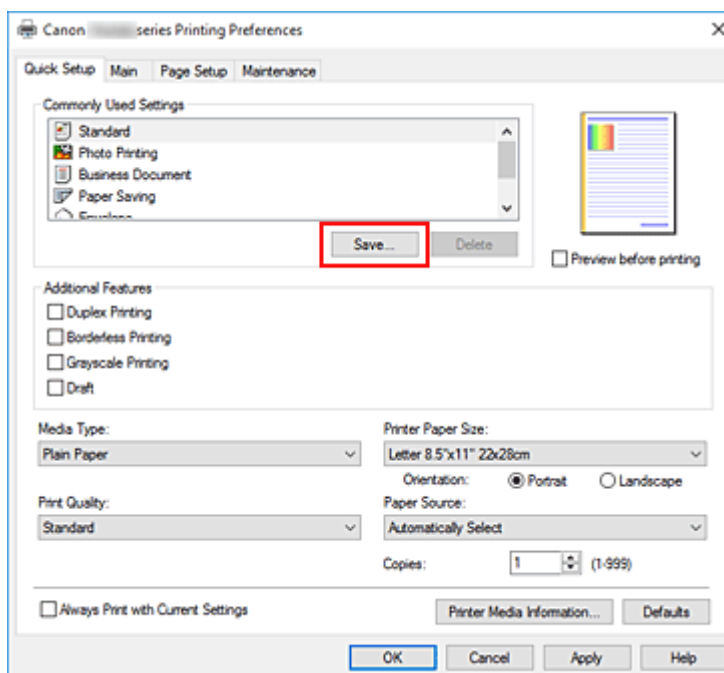 Canon series Printing Preferences
Quick Setup Main Page Setup Maintenance
Commonly Used Settings
Standard
Photo Printing
Business Document
Paper Saving
Envelope
Save... Delete
Preview before printing
Additional Features
Duplex Printing
Borderless Printing
Grayscale Printing
Draft
Media Type: Printer Paper Size:
Plain Paper Letter 8.5"x11" 22x28cm
Orientation: Portrait Landscape
Print Quality: Paper Source:
Standard Automatically Select
Copies: 1 (1-999)
Always Print with Current Settings Printer Media Information... Defaults
OK Cancel Apply Help